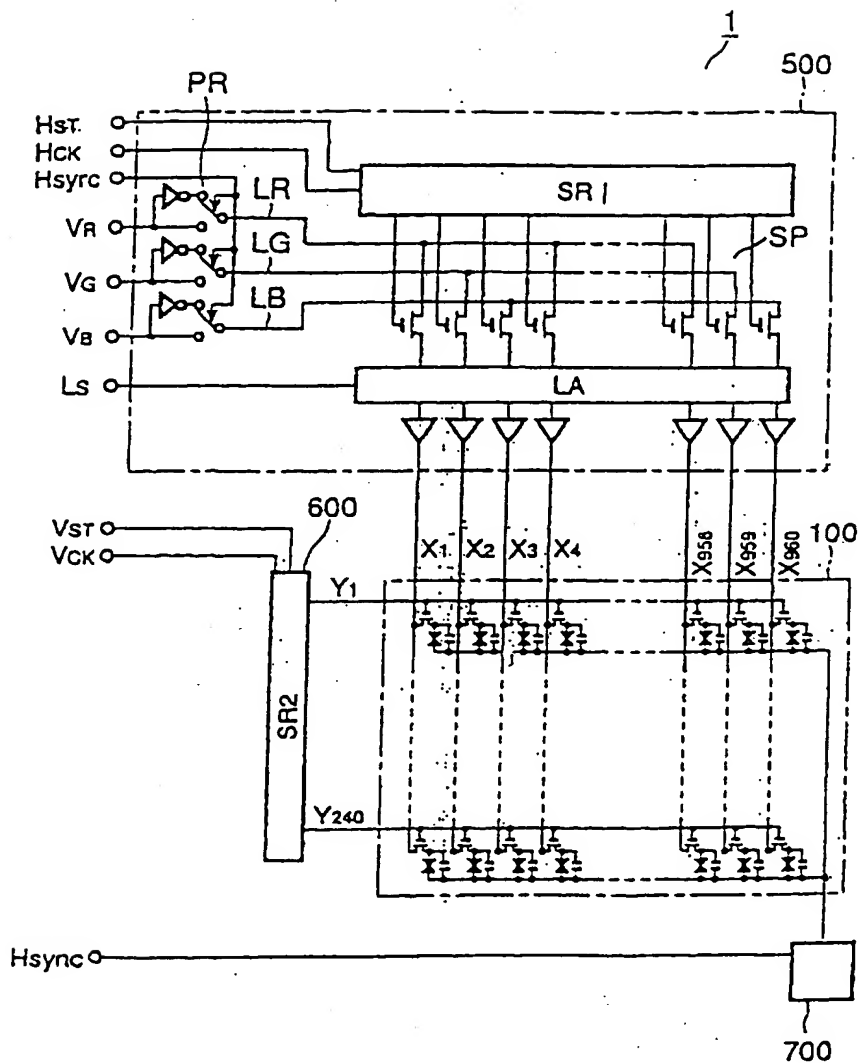 1
500
PR
HST.
HCK
Hsyrc
LR
SR1
VR
LG
SP
VG
LB
VB
LS
LA
VST
VCK
600
X1
X2
X3
X4
X958
X959
X960
100
Y1
SR2
Y240
Hsync
700